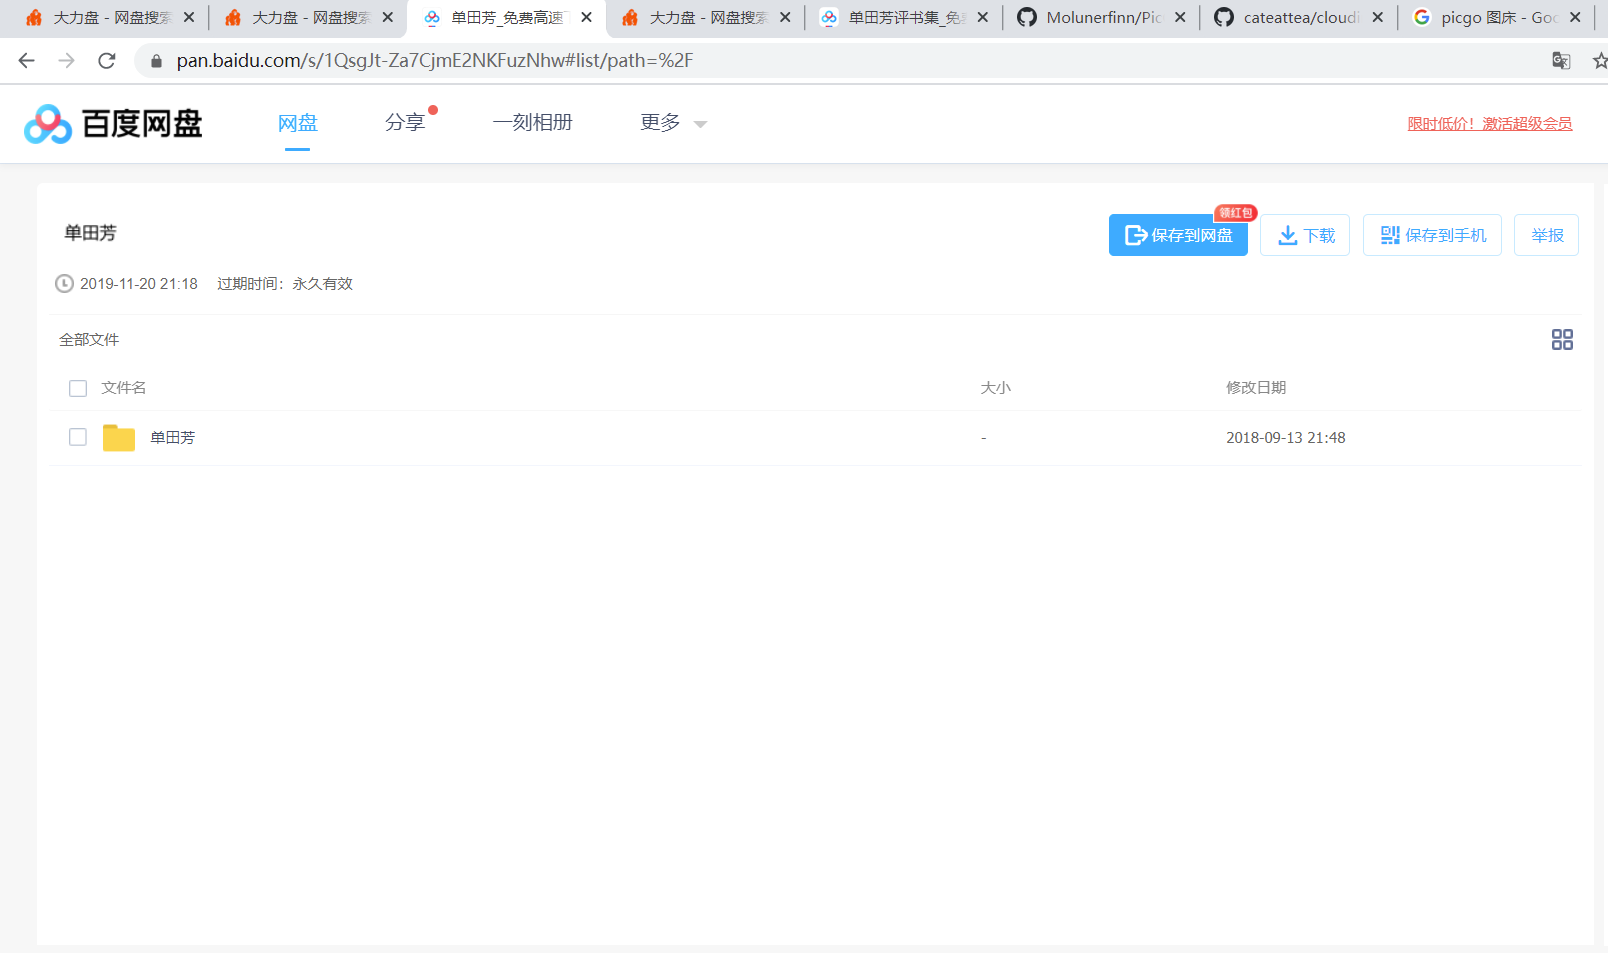 大力盘 - 网盘搜索
大力盘 - 网盘搜索
单田芳_免费高速下
大力盘 - 网盘搜索
单田芳评书集_免费
Molunerfinn/Pic
cateattea/cloudi
picgo 图床 - Goo
pan.baidu.com/s/1QsgJt-Za7CjmE2NKFuzNhw#list/path=%2F
百度网盘
网盘
分享
一刻相册
更多
限时低价！激活超级会员
单田芳
领红包
保存到网盘
下载
保存到手机
举报
2019-11-20 21:18 过期时间：永久有效
全部文件
文件名 大小 修改日期
单田芳 - 2018-09-13 21:48